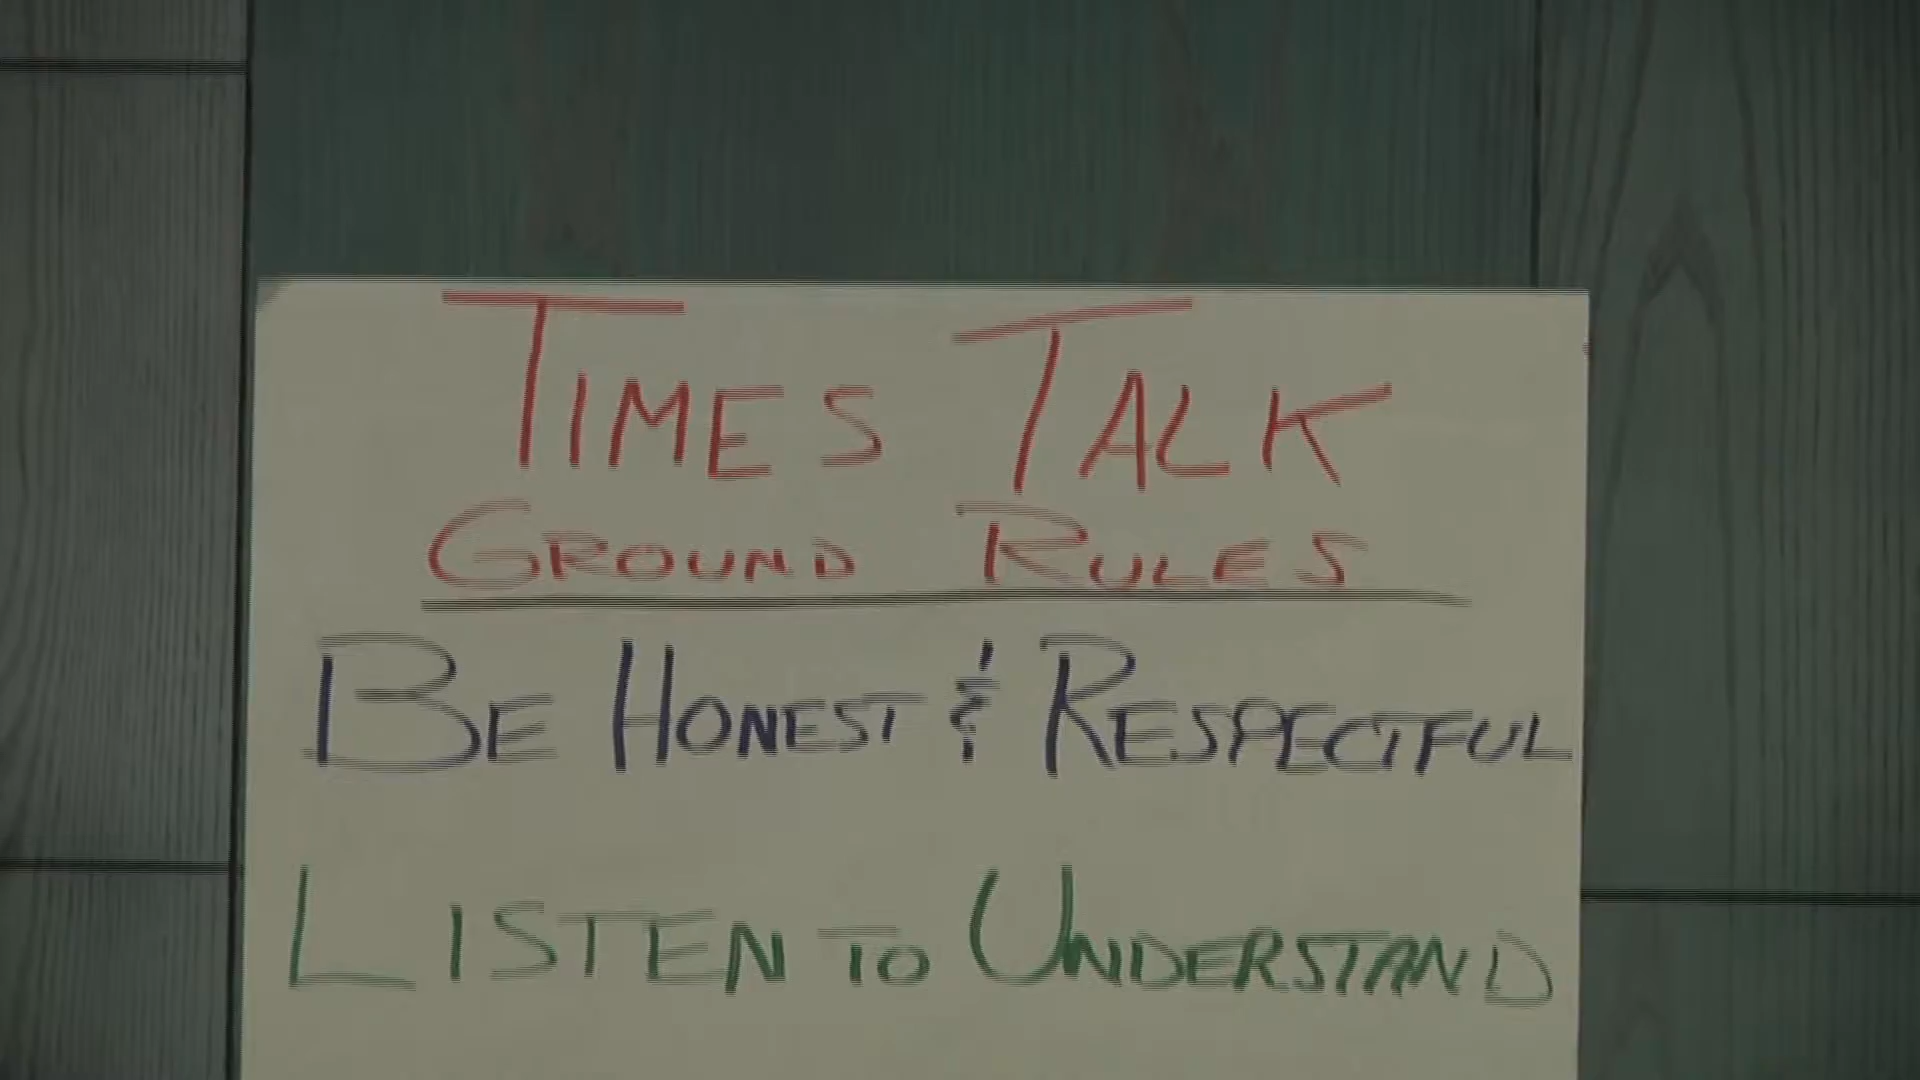 TIMES TALK
GROUND RULES
BE HONEST & RESPECTFUL
LISTEN TO UNDERSTAND